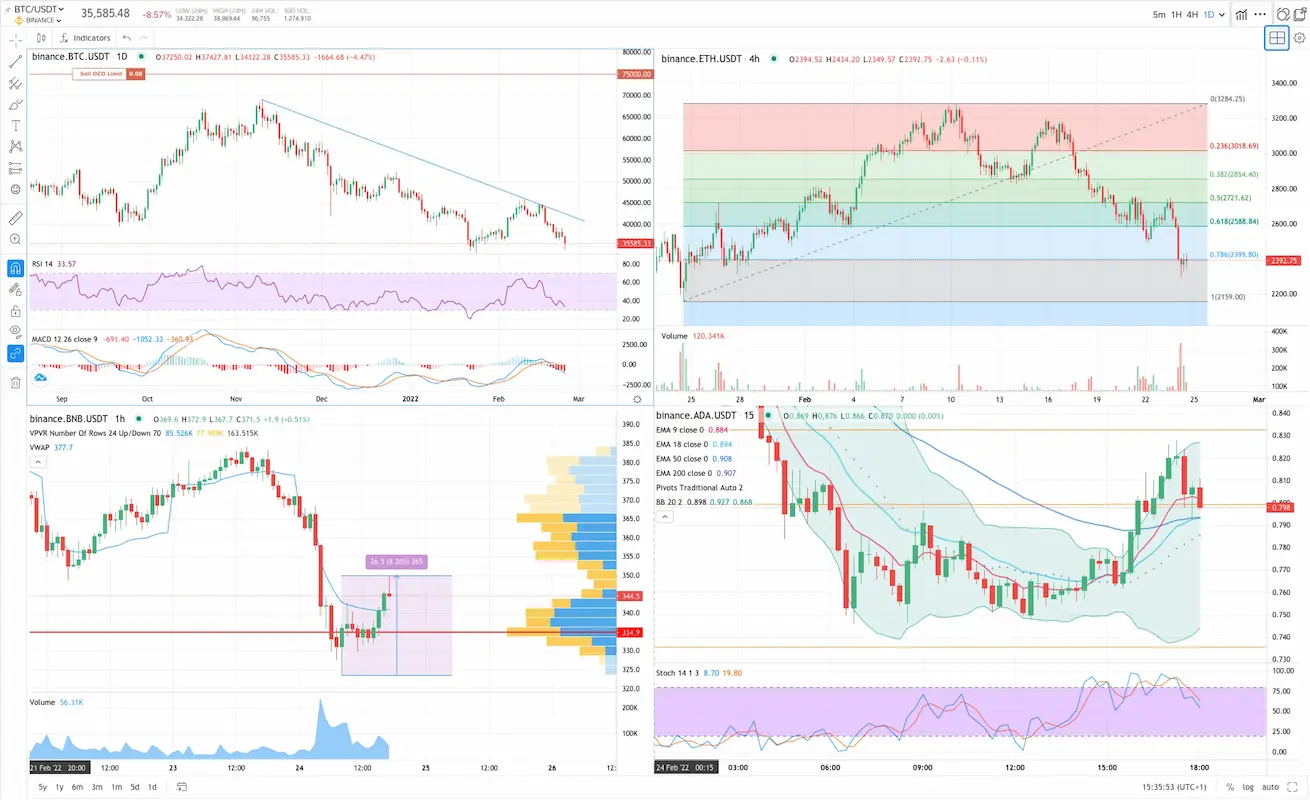 BTC/USDT
BINANCE
35,585.48 -8.57%
LOW (24H) HIGH (24H) 24H VOL 30D VOL
34,322.28 38,989.44 96,755 1,274,910
5m 1H 4H 1D
Indicators
binance.BTC.USDT 1D O37250.02 H37427.81 L34322.28 C35585.33 -1664.68 (-4.47%)
Sell OCO Limit 0.08
80000.00
75000.00
70000.00
65000.00
60000.00
55000.00
50000.00
45000.00
40000.00
35585.33
RSI 14 33.57
80.00
60.00
40.00
20.00
MACD 12 26 close 9 -691.40 -1052.33 -360.93
2500.00
0.00
-2500.00
Sep Oct Nov Dec 2022 Feb Mar
binance.ETH.USDT 4h O2394.52 H2434.20 L2349.57 C2392.75 -2.63 (-0.11%)
0(3284.25)
0.236(3018.69)
0.382(2854.40)
0.5(2721.62)
0.618(2588.84)
0.786(2399.80)
1(2159.00)
3400.00
3200.00
3000.00
2800.00
2600.00
2392.75
2200.00
Volume 120.341K
400K
300K
200K
100K
25 28 Feb 4 7 10 13 16 19 22 25 Mar
binance.BNB.USDT 1h O369.6 H372.9 L367.7 C371.5 +1.9 (+0.51%)
VPVR Number Of Rows 24 Up/Down 70 85.526K 77.989K 163.515K
VWAP 377.7
26.5 (8.20%) 265
390.0
380.0
375.0
370.0
365.0
360.0
355.0
350.0
344.5
340.0
334.9
330.0
325.0
320.0
Volume 56.31K
200K
100K
21 Feb '22 20:00 12:00 23 12:00 24 12:00 25 12:00 26 12:
binance.ADA.USDT 15 O0.869 H0.876 L0.866 C0.870 0.000 (0.00%)
EMA 9 close 0 0.884
EMA 18 close 0 0.894
EMA 50 close 0 0.908
EMA 200 close 0 0.907
Pivots Traditional Auto 2
BB 20 2 0.898 0.927 0.868
0.840
0.830
0.820
0.810
0.798
0.790
0.780
0.770
0.760
0.750
0.740
0.730
Stoch 14 1 3 8.70 19.80
100.00
75.00
50.00
25.00
0.00
24 Feb '22 00:15 03:00 06:00 09:00 12:00 15:00 18:00
5y 1y 6m 3m 1m 5d 1d
15:35:53 (UTC+1) % log auto